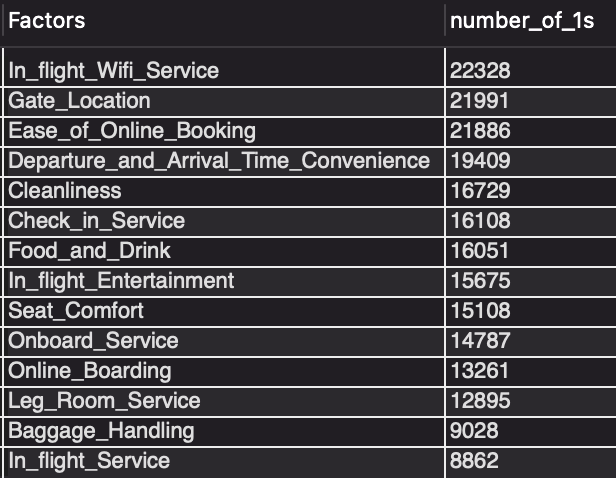 Factors number_of_1s
In_flight_Wifi_Service 22328
Gate_Location 21991
Ease_of_Online_Booking 21886
Departure_and_Arrival_Time_Convenience 19409
Cleanliness 16729
Check_in_Service 16108
Food_and_Drink 16051
In_flight_Entertainment 15675
Seat_Comfort 15108
Onboard_Service 14787
Online_Boarding 13261
Leg_Room_Service 12895
Baggage_Handling 9028
In_flight_Service 8862